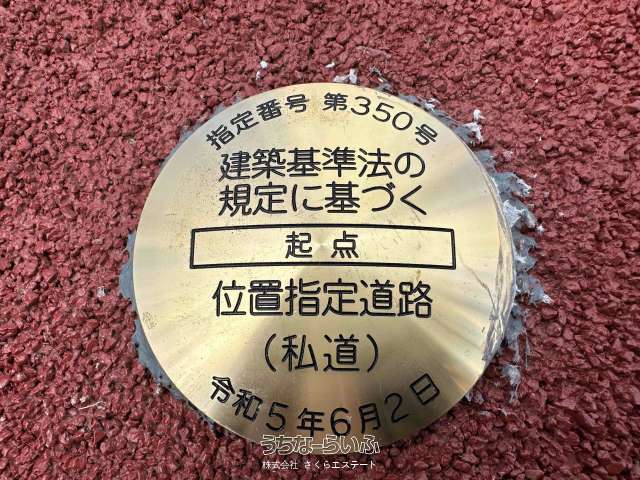 指定番号 第350号
建築基準法の
規定に基づく
起点
位置指定道路
（私道）
令和5年6月2日
うちなーらいふ
株式会社 さくらエステート